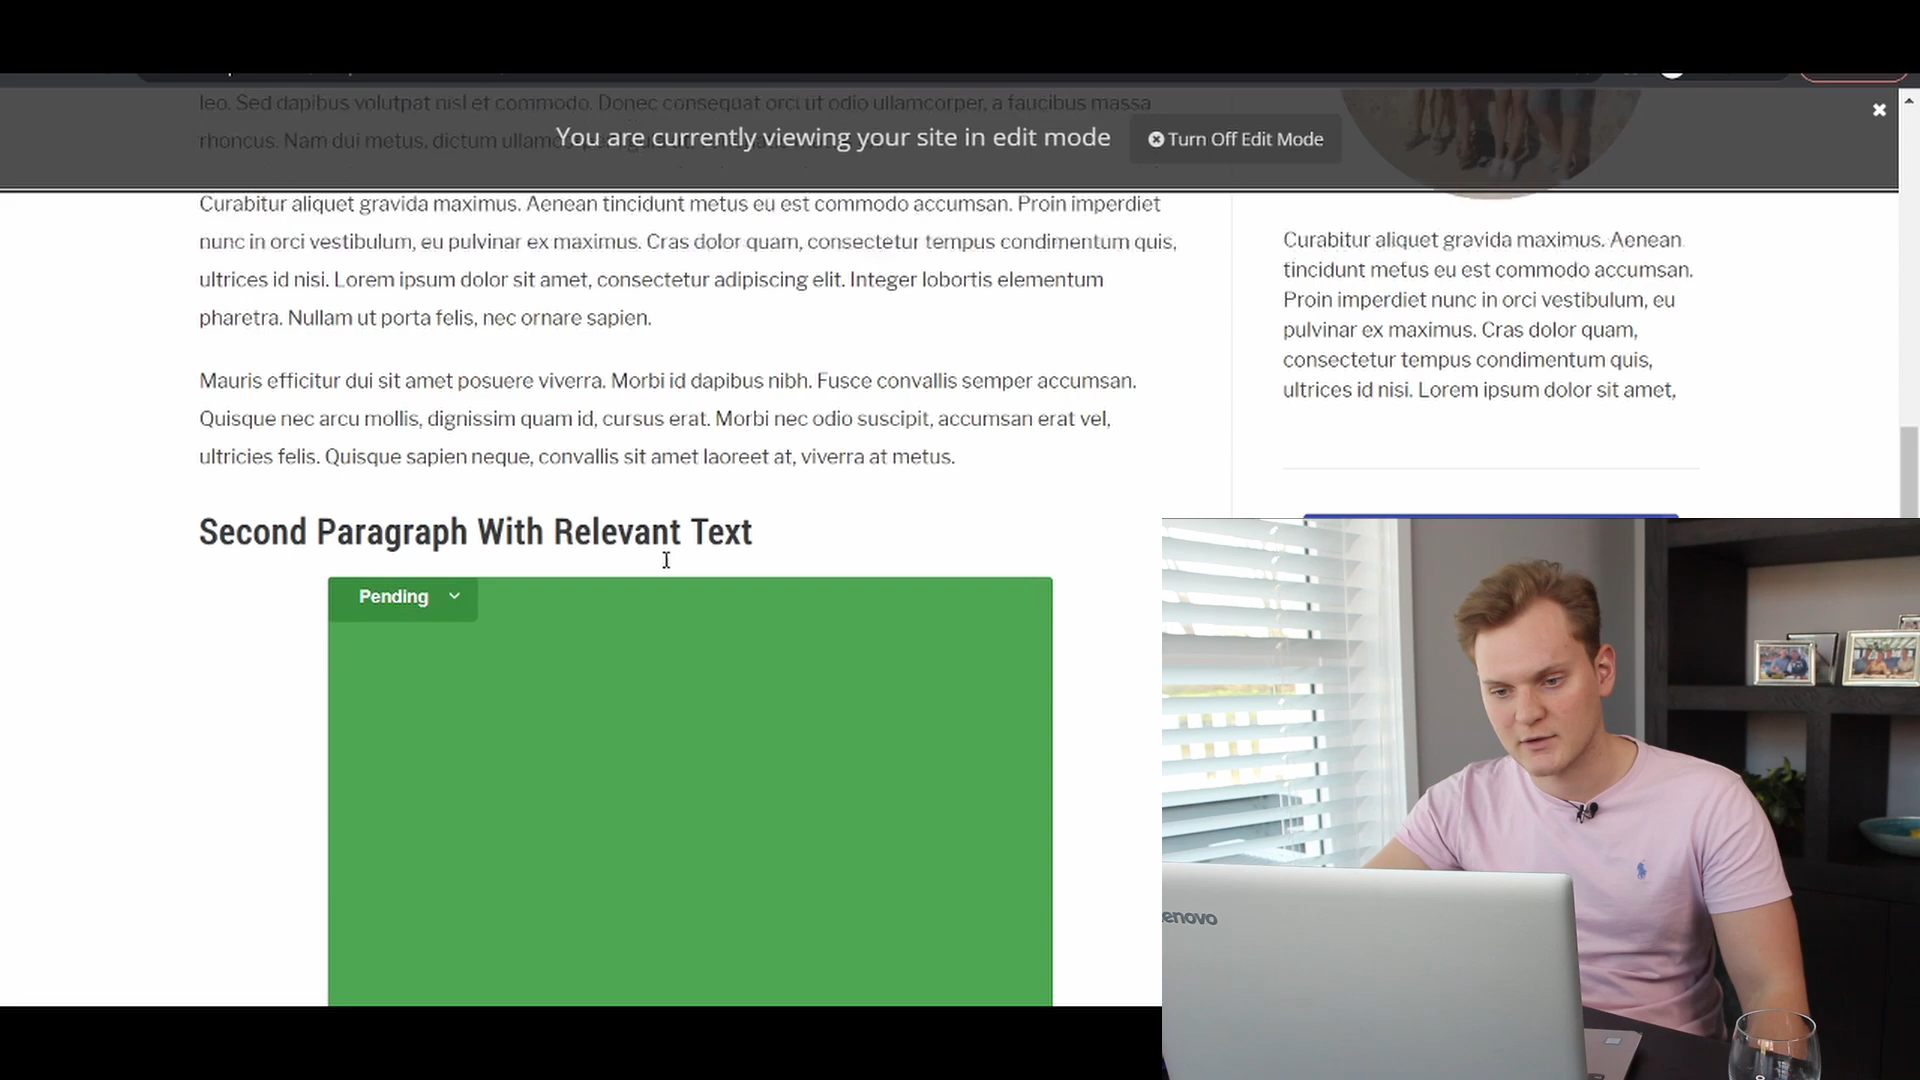 leo. Sed dapibus volutpat nisl et commodo. Donec consequat orci ut odio ullamcorper, a faucibus massa
rhoncus. Nam dui metus, dictum
You are currently viewing your site in edit mode
Turn Off Edit Mode
Curabitur aliquet gravida maximus. Aenean tincidunt metus eu est commodo accumsan. Proin imperdiet
nunc in orci vestibulum, eu pulvinar ex maximus. Cras dolor quam, consectetur tempus condimentum quis,
ultrices id nisi. Lorem ipsum dolor sit amet, consectetur adipiscing elit. Integer lobortis elementum
pharetra. Nullam ut porta felis, nec ornare sapien.
Mauris efficitur dui sit amet posuere viverra. Morbi id dapibus nibh. Fusce convallis semper accumsan.
Quisque nec arcu mollis, dignissim quam id, cursus erat. Morbi nec odio suscipit, accumsan erat vel,
ultricies felis. Quisque sapien neque, convallis sit amet laoreet at, viverra at metus.
Second Paragraph With Relevant Text
Pending
Curabitur aliquet gravida maximus. Aenean
tincidunt metus eu est commodo accumsan.
Proin imperdiet nunc in orci vestibulum, eu
pulvinar ex maximus. Cras dolor quam,
consectetur tempus condimentum quis,
ultrices id nisi. Lorem ipsum dolor sit amet,
enovo